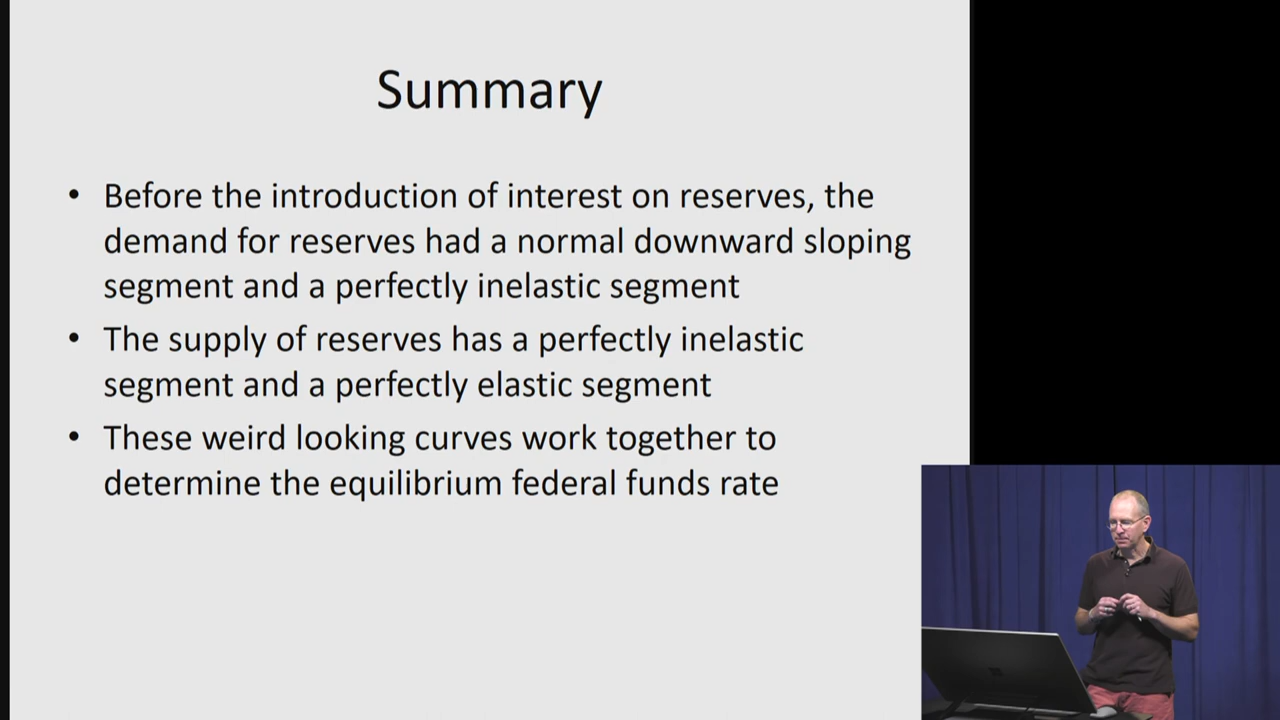 Summary
• Before the introduction of interest on reserves, the
demand for reserves had a normal downward sloping
segment and a perfectly inelastic segment
• The supply of reserves has a perfectly inelastic
segment and a perfectly elastic segment
• These weird looking curves work together to
determine the equilibrium federal funds rate